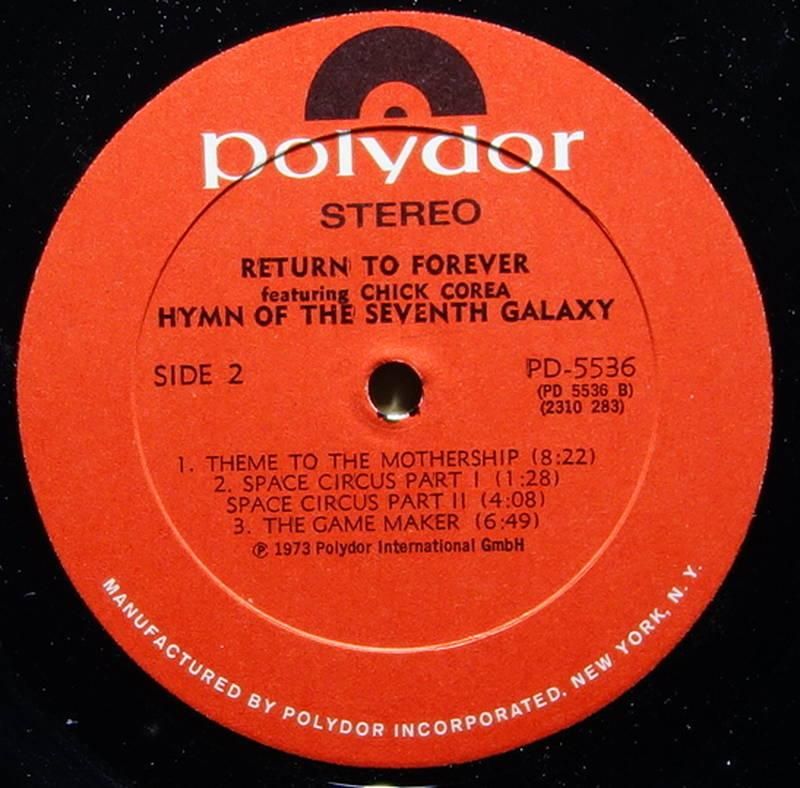 polydor
STEREO
RETURN TO FOREVER
featuring CHICK COREA
HYMN OF THE SEVENTH GALAXY
SIDE 2
PD-5536
(PD 5536 B)
(2310 283)
1. THEME TO THE MOTHERSHIP (8:22)
2. SPACE CIRCUS PART I (1:28)
SPACE CIRCUS PART II (4:08)
3. THE GAME MAKER (6:49)
℗ 1973 Polydor International GmbH
MANUFACTURED BY POLYDOR INCORPORATED, NEW YORK, N. Y.